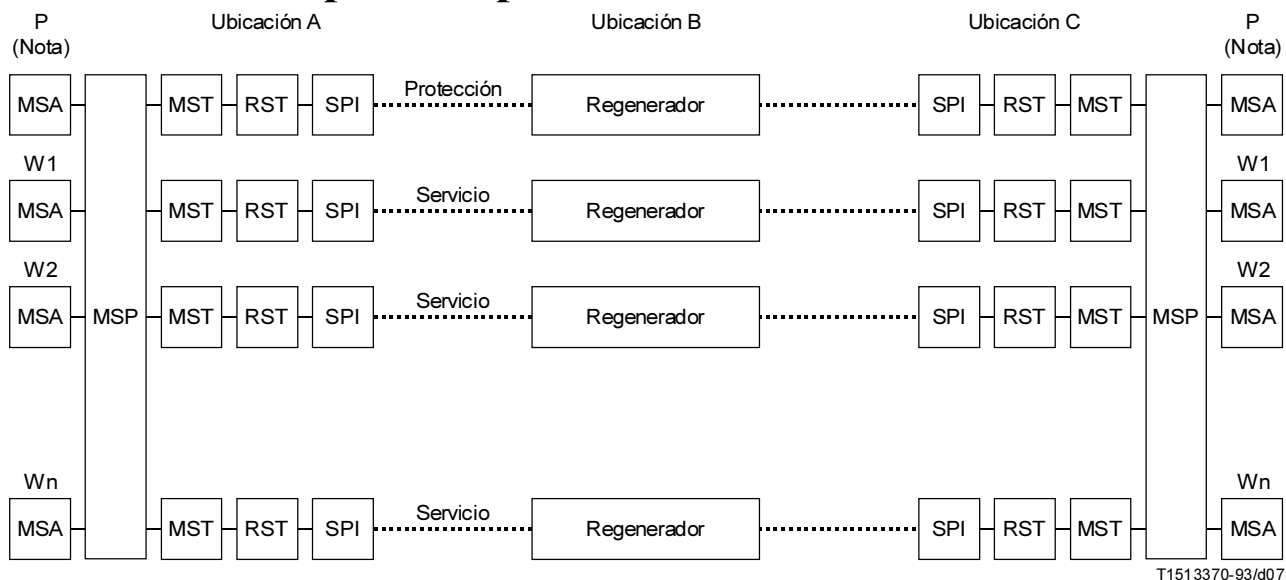 P Ubicación A Ubicación B Ubicación C P
(Nota) (Nota)
MSA MST RST SPI Protección Regenerador SPI RST MST MSA
W1 W1
MSA MST RST SPI Servicio Regenerador SPI RST MST MSA
W2 W2
MSA MSP MST RST SPI Servicio Regenerador SPI RST MST MSP MSA
Wn Wn
MSA MST RST SPI Servicio Regenerador SPI RST MST MSA
T1513370-93/d07